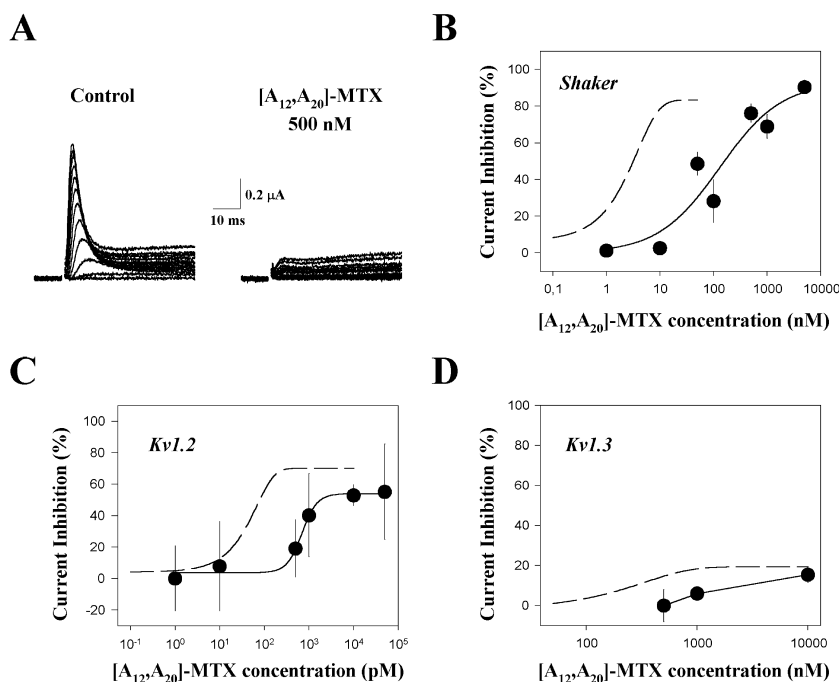 A
Control
[A12,A20]-MTX
500 nM
0.2 µA
10 ms
B
Shaker
Current Inhibition (%)
100
80
60
40
20
0
0,1
1
10
100
1000
10000
[A12,A20]-MTX concentration (nM)
C
Kv1.2
Current Inhibition (%)
100
80
60
40
20
0
-20
10-1
100
101
102
103
104
105
[A12,A20]-MTX concentration (pM)
D
Kv1.3
Current Inhibition (%)
100
80
60
40
20
0
100
1000
10000
[A12,A20]-MTX concentration (nM)